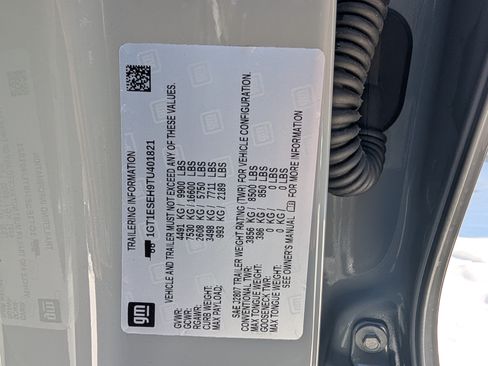 TRAILERING INFORMATION
1GT1ESEH9TU401821
VEHICLE AND TRAILER MUST NOT EXCEED ANY OF THESE VALUES.
GVWR: 4491 KG / 9900 LBS
GCWR: 7530 KG / 16600 LBS
RGAWR: 2608 KG / 5750 LBS
CURB WEIGHT: 3498 KG / 7711 LBS
MAX PAYLOAD: 993 KG / 2189 LBS
SAE J2807 TRAILER WEIGHT RATING (TWR) FOR VEHICLE CONFIGURATION.
CONVENTIONAL TWR: 3856 KG / 8500 LBS
MAX TONGUE WEIGHT: 386 KG / 850 LBS
GOOSENECK TWR: 0 KG / 0 LBS
MAX TONGUE WEIGHT: 0 KG / 0 LBS
SEE OWNER'S MANUAL FOR MORE INFORMATION
gm